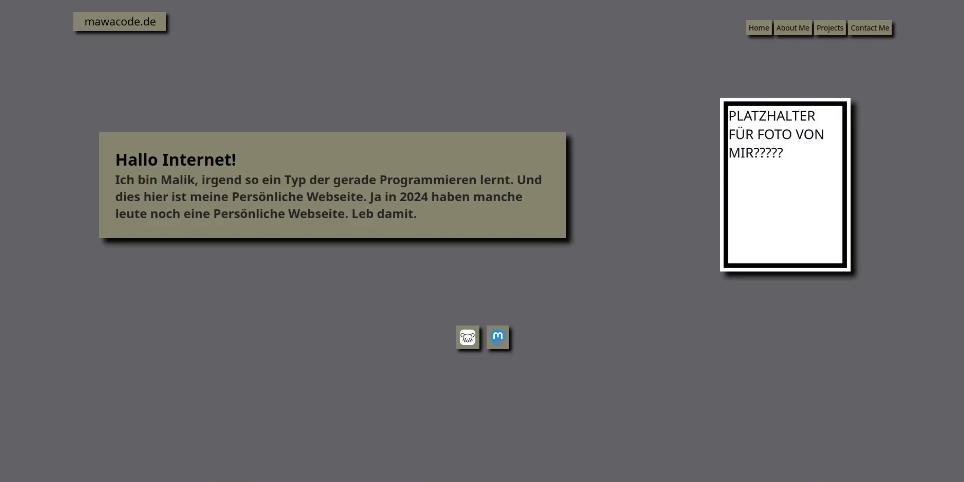 mawacode.de
Home About Me Projects Contact Me
PLATZHALTER
FÜR FOTO VON
MIR?????
Hallo Internet!
Ich bin Malik, irgend so ein Typ der gerade Programmieren lernt. Und
dies hier ist meine Persönliche Webseite. Ja in 2024 haben manche
leute noch eine Persönliche Webseite. Leb damit.